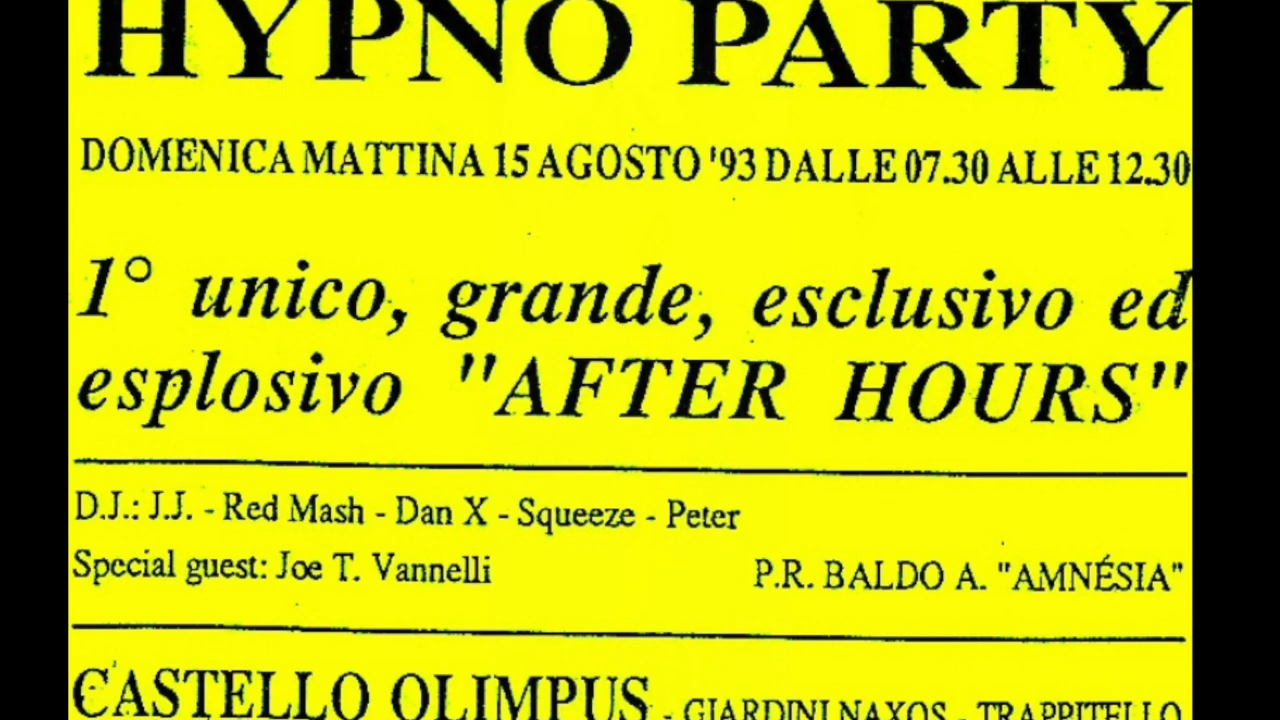 HYPNO PARTY
DOMENICA MATTINA 15 AGOSTO '93 DALLE 07.30 ALLE 12.30
1° unico, grande, esclusivo ed
esplosivo "AFTER HOURS"
D.J.: J.J. - Red Mash - Dan X - Squeeze - Peter
Special guest: Joe T. Vannelli
P.R. BALDO A. "AMNÉSIA"
CASTELLO OLIMPUS - GIARDINI NAXOS - TRAPPITELLO